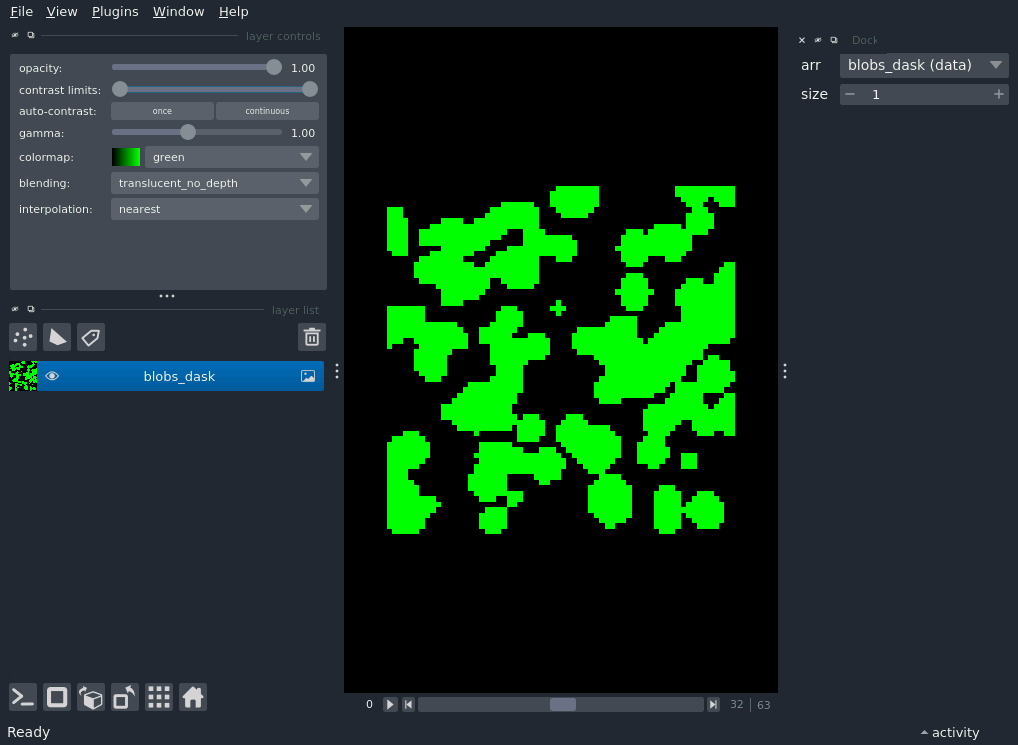 File View Plugins Window Help
layer controls
opacity: 1.00
contrast limits:
auto-contrast: once continuous
gamma: 1.00
colormap: green
blending: translucent_no_depth
interpolation: nearest
layer list
blobs_dask
0 32 63
Ready
Dock
arr blobs_dask (data)
size 1
activity